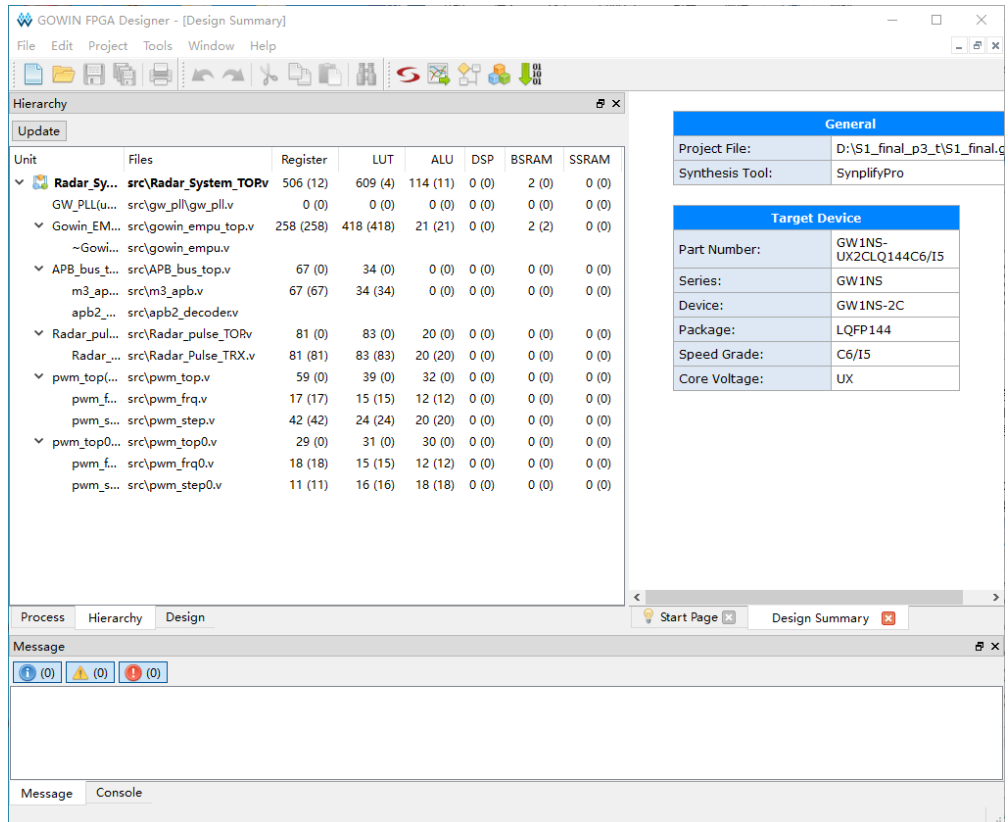 GOWIN FPGA Designer - [Design Summary]
File Edit Project Tools Window Help
Hierarchy
Update
Unit Files Register LUT ALU DSP BSRAM SSRAM
Radar_Sy... src\Radar_System_TOP.v 506 (12) 609 (4) 114 (11) 0 (0) 2 (0) 0 (0)
GW_PLL(u... src\gw_pll\gw_pll.v 0 (0) 0 (0) 0 (0) 0 (0) 0 (0) 0 (0)
Gowin_EM... src\gowin_empu_top.v 258 (258) 418 (418) 21 (21) 0 (0) 2 (2) 0 (0)
~Gowi... src\gowin_empu.v
APB_bus_t... src\APB_bus_top.v 67 (0) 34 (0) 0 (0) 0 (0) 0 (0) 0 (0)
m3_ap... src\m3_apb.v 67 (67) 34 (34) 0 (0) 0 (0) 0 (0) 0 (0)
apb2_... src\apb2_decoder.v
Radar_pul... src\Radar_pulse_TOP.v 81 (0) 83 (0) 20 (0) 0 (0) 0 (0) 0 (0)
Radar_... src\Radar_Pulse_TRX.v 81 (81) 83 (83) 20 (20) 0 (0) 0 (0) 0 (0)
pwm_top(... src\pwm_top.v 59 (0) 39 (0) 32 (0) 0 (0) 0 (0) 0 (0)
pwm_f... src\pwm_frq.v 17 (17) 15 (15) 12 (12) 0 (0) 0 (0) 0 (0)
pwm_s... src\pwm_step.v 42 (42) 24 (24) 20 (20) 0 (0) 0 (0) 0 (0)
pwm_top0... src\pwm_top0.v 29 (0) 31 (0) 30 (0) 0 (0) 0 (0) 0 (0)
pwm_f... src\pwm_frq0.v 18 (18) 15 (15) 12 (12) 0 (0) 0 (0) 0 (0)
pwm_s... src\pwm_step0.v 11 (11) 16 (16) 18 (18) 0 (0) 0 (0) 0 (0)
Process Hierarchy Design
General
Project File: D:\S1_final_p3_t\S1_final.g
Synthesis Tool: SynplifyPro
Target Device
Part Number: GW1NS-
UX2CLQ144C6/I5
Series: GW1NS
Device: GW1NS-2C
Package: LQFP144
Speed Grade: C6/I5
Core Voltage: UX
Start Page Design Summary
Message
(0) (0) (0)
Message Console